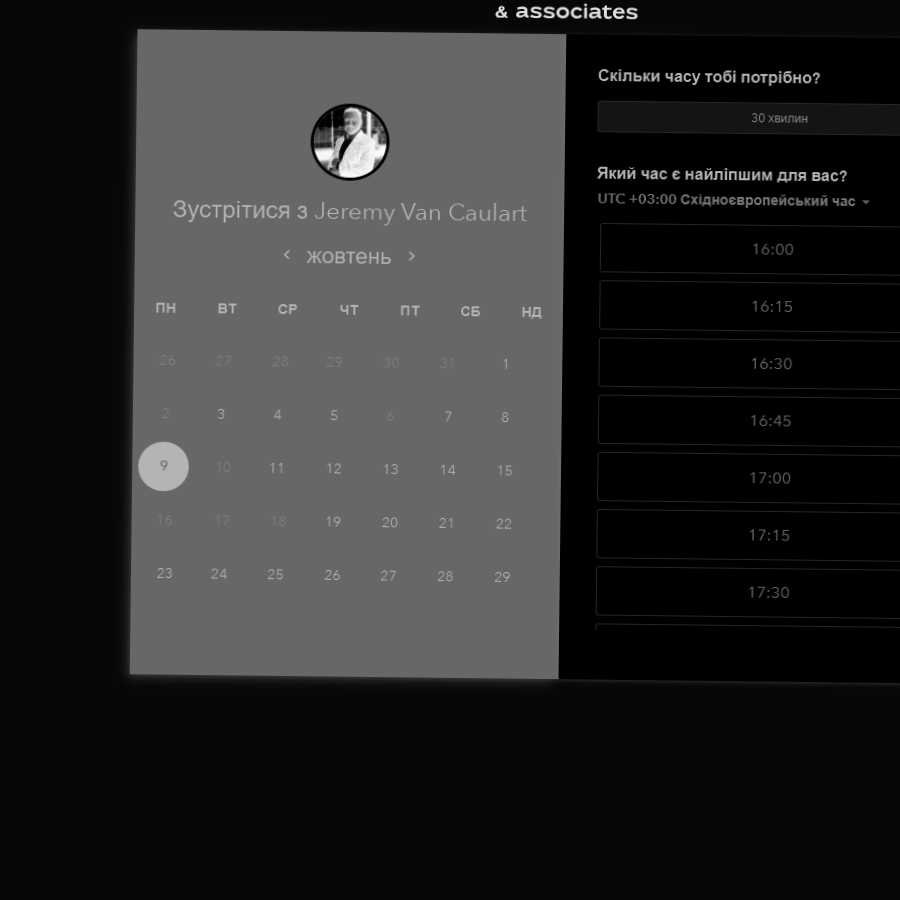 & associates
Зустрітися з Jeremy Van Caulart
жовтень
ПН ВТ СР ЧТ ПТ СБ НД
26 27 28 29 30 31 1
2 3 4 5 6 7 8
9 10 11 12 13 14 15
16 17 18 19 20 21 22
23 24 25 26 27 28 29
Скільки часу тобі потрібно?
30 хвилин
Який час є найліпшим для вас?
UTC +03:00 Східноєвропейський час
16:00
16:15
16:30
16:45
17:00
17:15
17:30